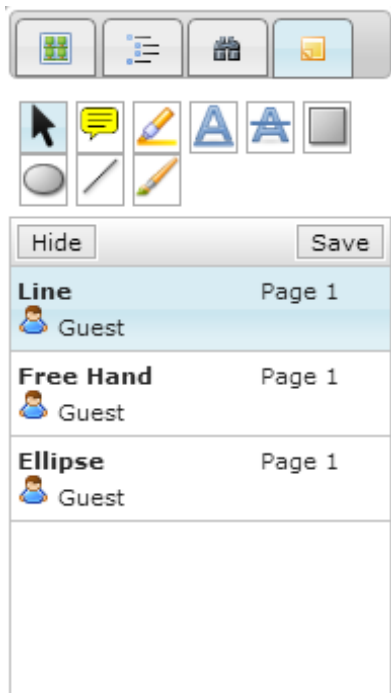 Hide Save
Line Page 1
Guest
Free Hand Page 1
Guest
Ellipse Page 1
Guest